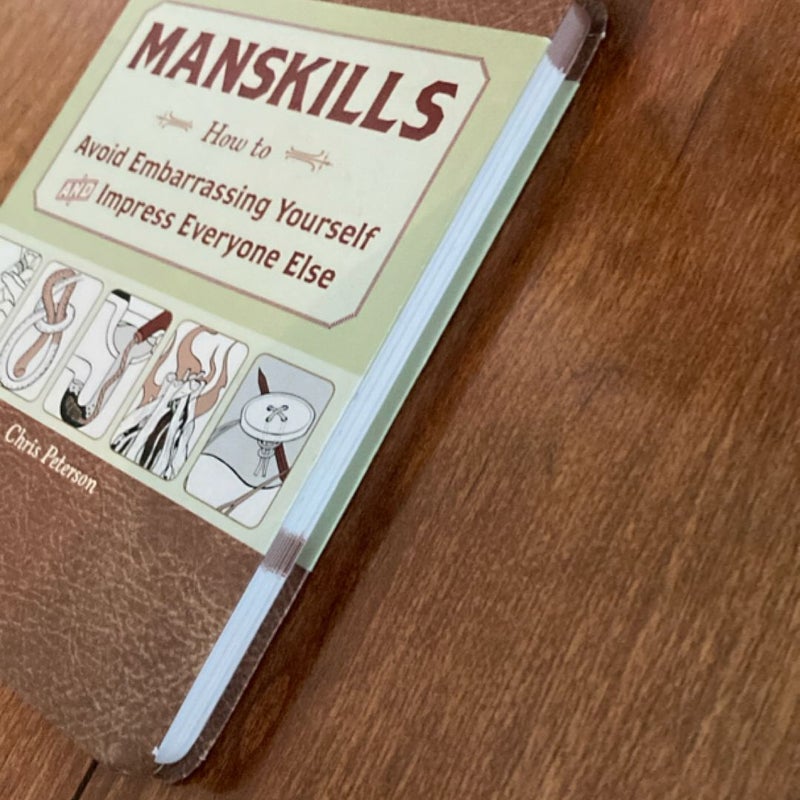 MANSKILLS
How to
Avoid Embarrassing Yourself
AND Impress Everyone Else
Chris Peterson